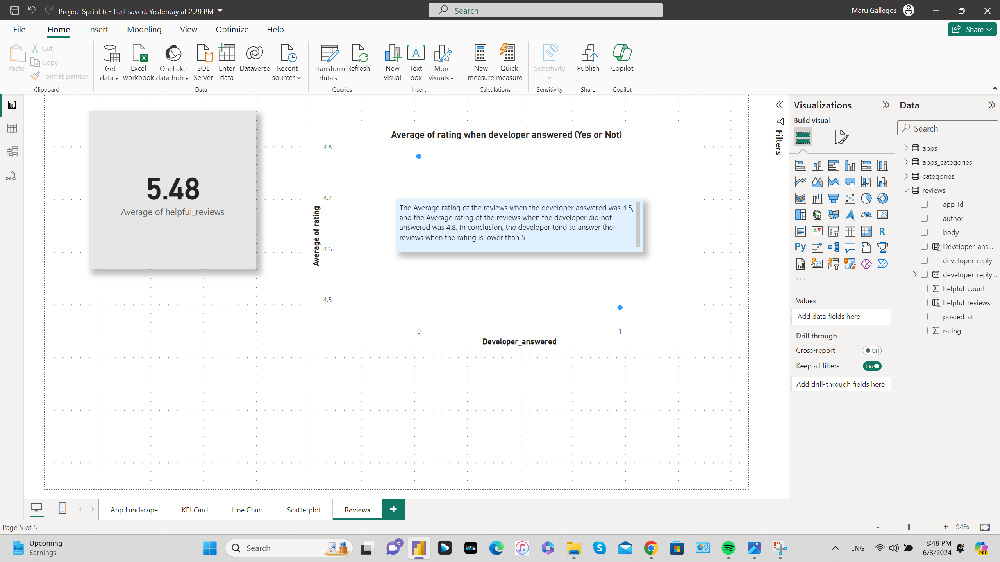 Project Sprint 6 • Last saved: Yesterday at 2:29 PM
Search
Maru Gallegos
File
Home
Insert
Modeling
View
Optimize
Help
Share
Paste
Cut
Copy
Format painter
Clipboard
Get
data
Excel
workbook
OneLake
data hub
SQL
Server
Enter
data
Dataverse
Recent
sources
Data
Transform
data
Refresh
Queries
New
visual
A
Text
box
More
visuals
Insert
New
measure
Quick
measure
Calculations
Sensitivity
Sensitivity
Publish
Share
Copilot
Copilot
DAX
5.48
Average of helpful_reviews
Average of rating when developer answered (Yes or Not)
4.8
4.7
4.6
4.5
Average of rating
The Average rating of the reviews when the developer answered was 4.5,
and the Average rating of the reviews when the developer did not
answered was 4.8. In conclusion, the developer tend to answer the
reviews when the rating is lower than 5
0
1
Developer_answered
Filters
Visualizations
Build visual
123
R
Py
123
...
Values
Add data fields here
Drill through
Cross-report
Off
Keep all filters
On
Add drill-through fields here
Data
Search
apps
apps_categories
categories
reviews
app_id
author
body
Developer_ans...
developer_reply
developer_reply...
helpful_count
helpful_reviews
posted_at
rating
App Landscape
KPI Card
Line Chart
Scatterplot
Reviews
+
Page 5 of 5
- + 94%
Upcoming
Earnings
Search
6
GoPro
S
ENG
8:48 PM
6/3/2024
PRE